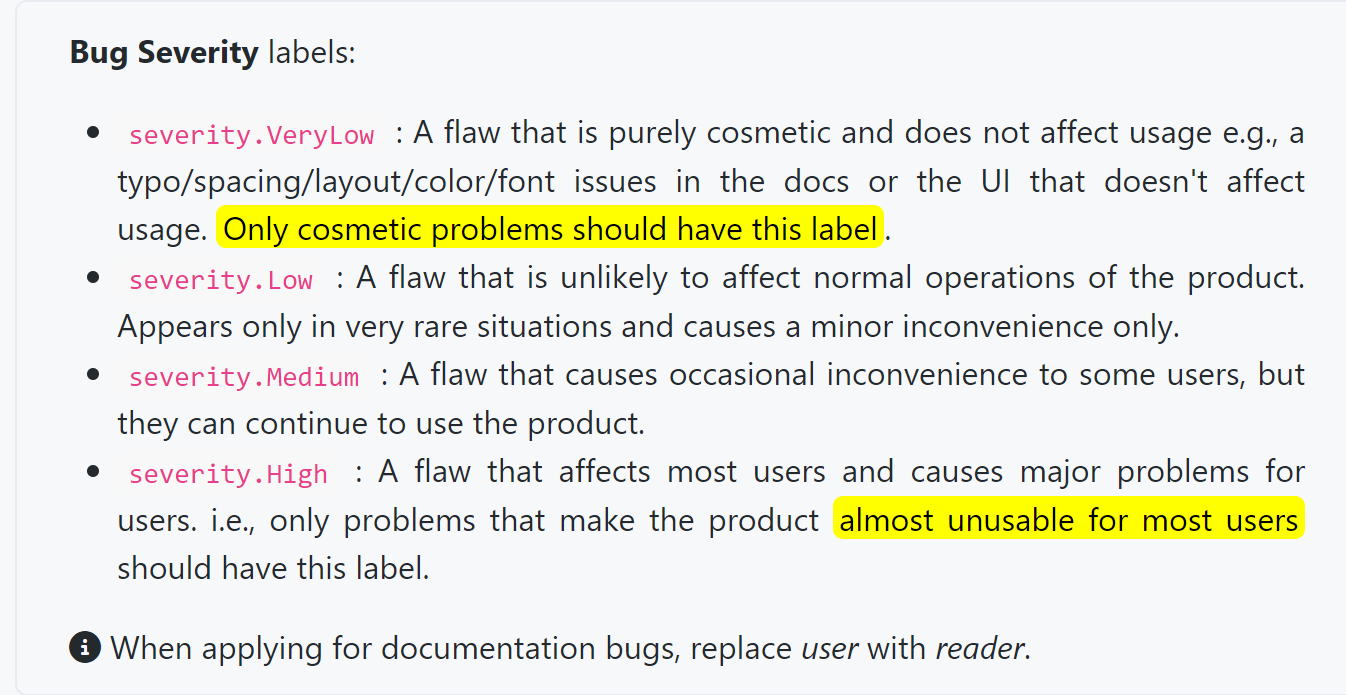 Bug Severity labels:
• severity.VeryLow : A flaw that is purely cosmetic and does not affect usage e.g., a
typo/spacing/layout/color/font issues in the docs or the UI that doesn't affect
usage. Only cosmetic problems should have this label.
• severity.Low : A flaw that is unlikely to affect normal operations of the product.
Appears only in very rare situations and causes a minor inconvenience only.
• severity.Medium : A flaw that causes occasional inconvenience to some users, but
they can continue to use the product.
• severity.High : A flaw that affects most users and causes major problems for
users. i.e., only problems that make the product almost unusable for most users
should have this label.
i When applying for documentation bugs, replace user with reader.